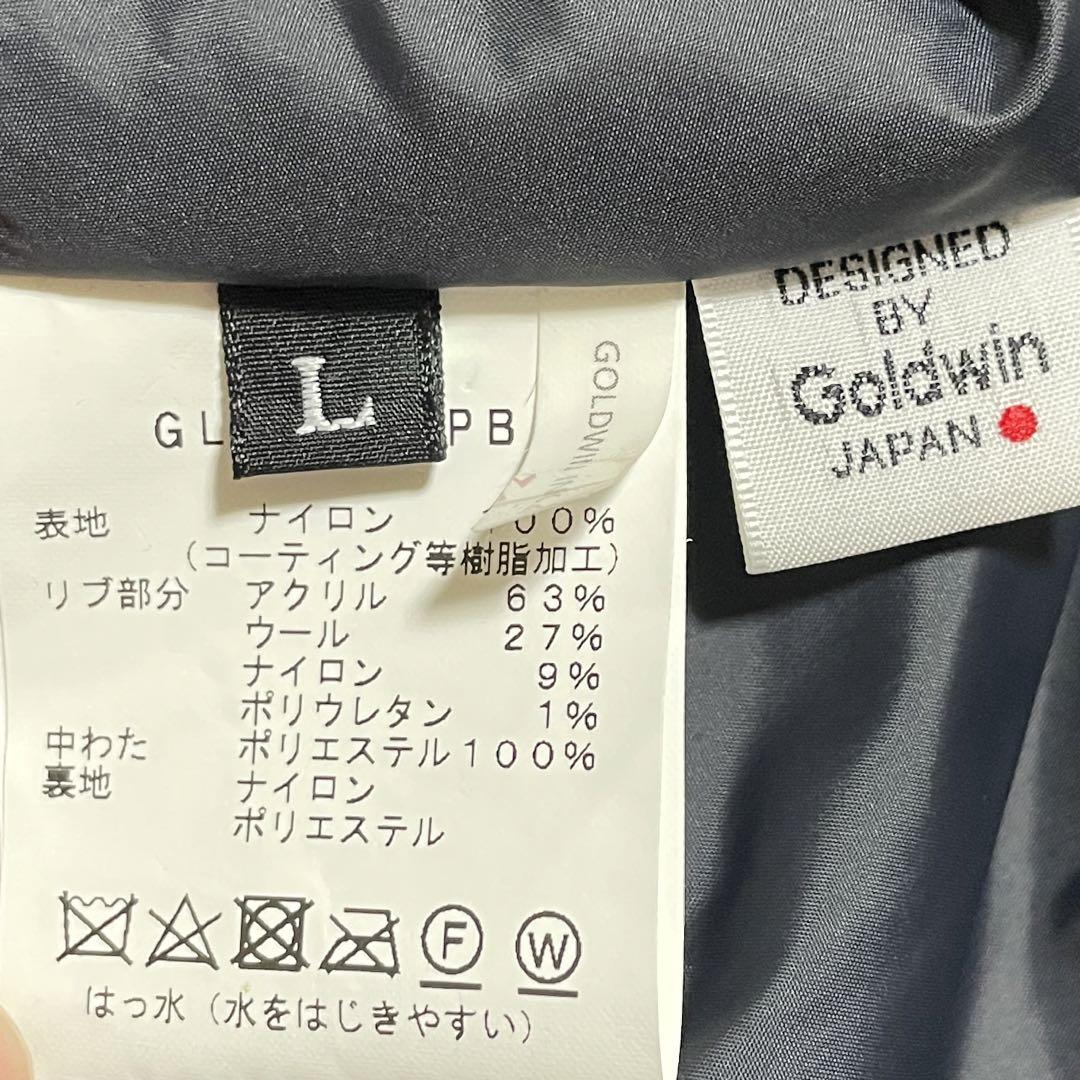 DESIGNED
BY
Goldwin
JAPAN
L
GL PB
GOLDWIN
表地 ナイロン 100%
(コーティング等樹脂加工)
リブ部分 アクリル 63%
ウール 27%
ナイロン 9%
ポリウレタン 1%
中わた ポリエステル100%
裏地 ナイロン
ポリエステル
F W
はっ水(水をはじきやすい)